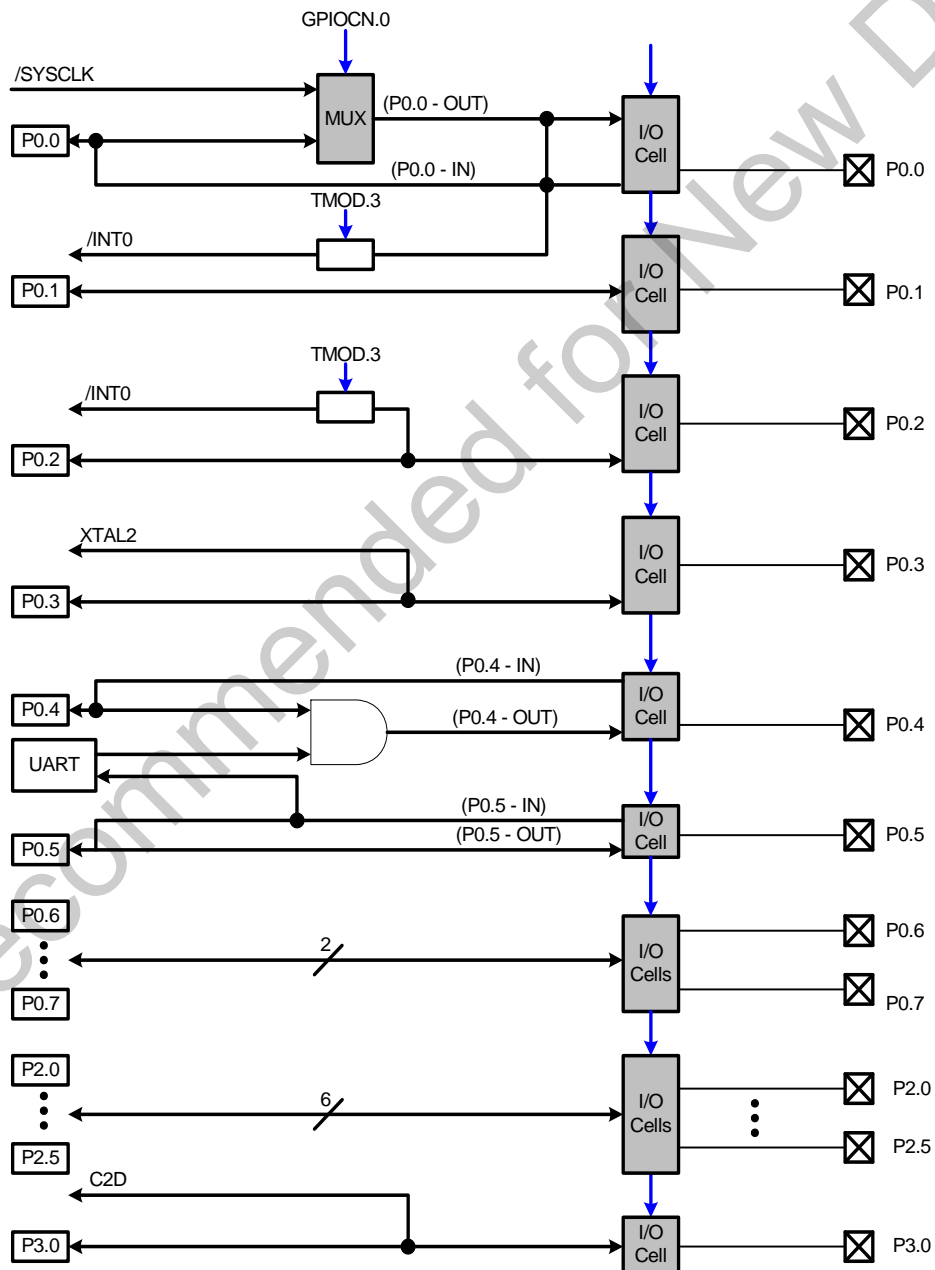 GPIOCN.0
/SYSCLK
MUX
(P0.0 - OUT)
I/O
Cell
P0.0
P0.0
(P0.0 - IN)
TMOD.3
/INT0
P0.1
I/O
Cell
P0.1
TMOD.3
/INT0
I/O
Cell
P0.2
P0.2
XTAL2
I/O
Cell
P0.3
P0.3
(P0.4 - IN)
P0.4
(P0.4 - OUT)
I/O
Cell
P0.4
UART
(P0.5 - IN)
(P0.5 - OUT)
P0.5
I/O
Cell
P0.5
P0.6
P0.7
2
I/O
Cells
P0.6
P0.7
P2.0
P2.5
6
I/O
Cells
P2.0
P2.5
C2D
P3.0
I/O
Cell
P3.0
ecommended for New D